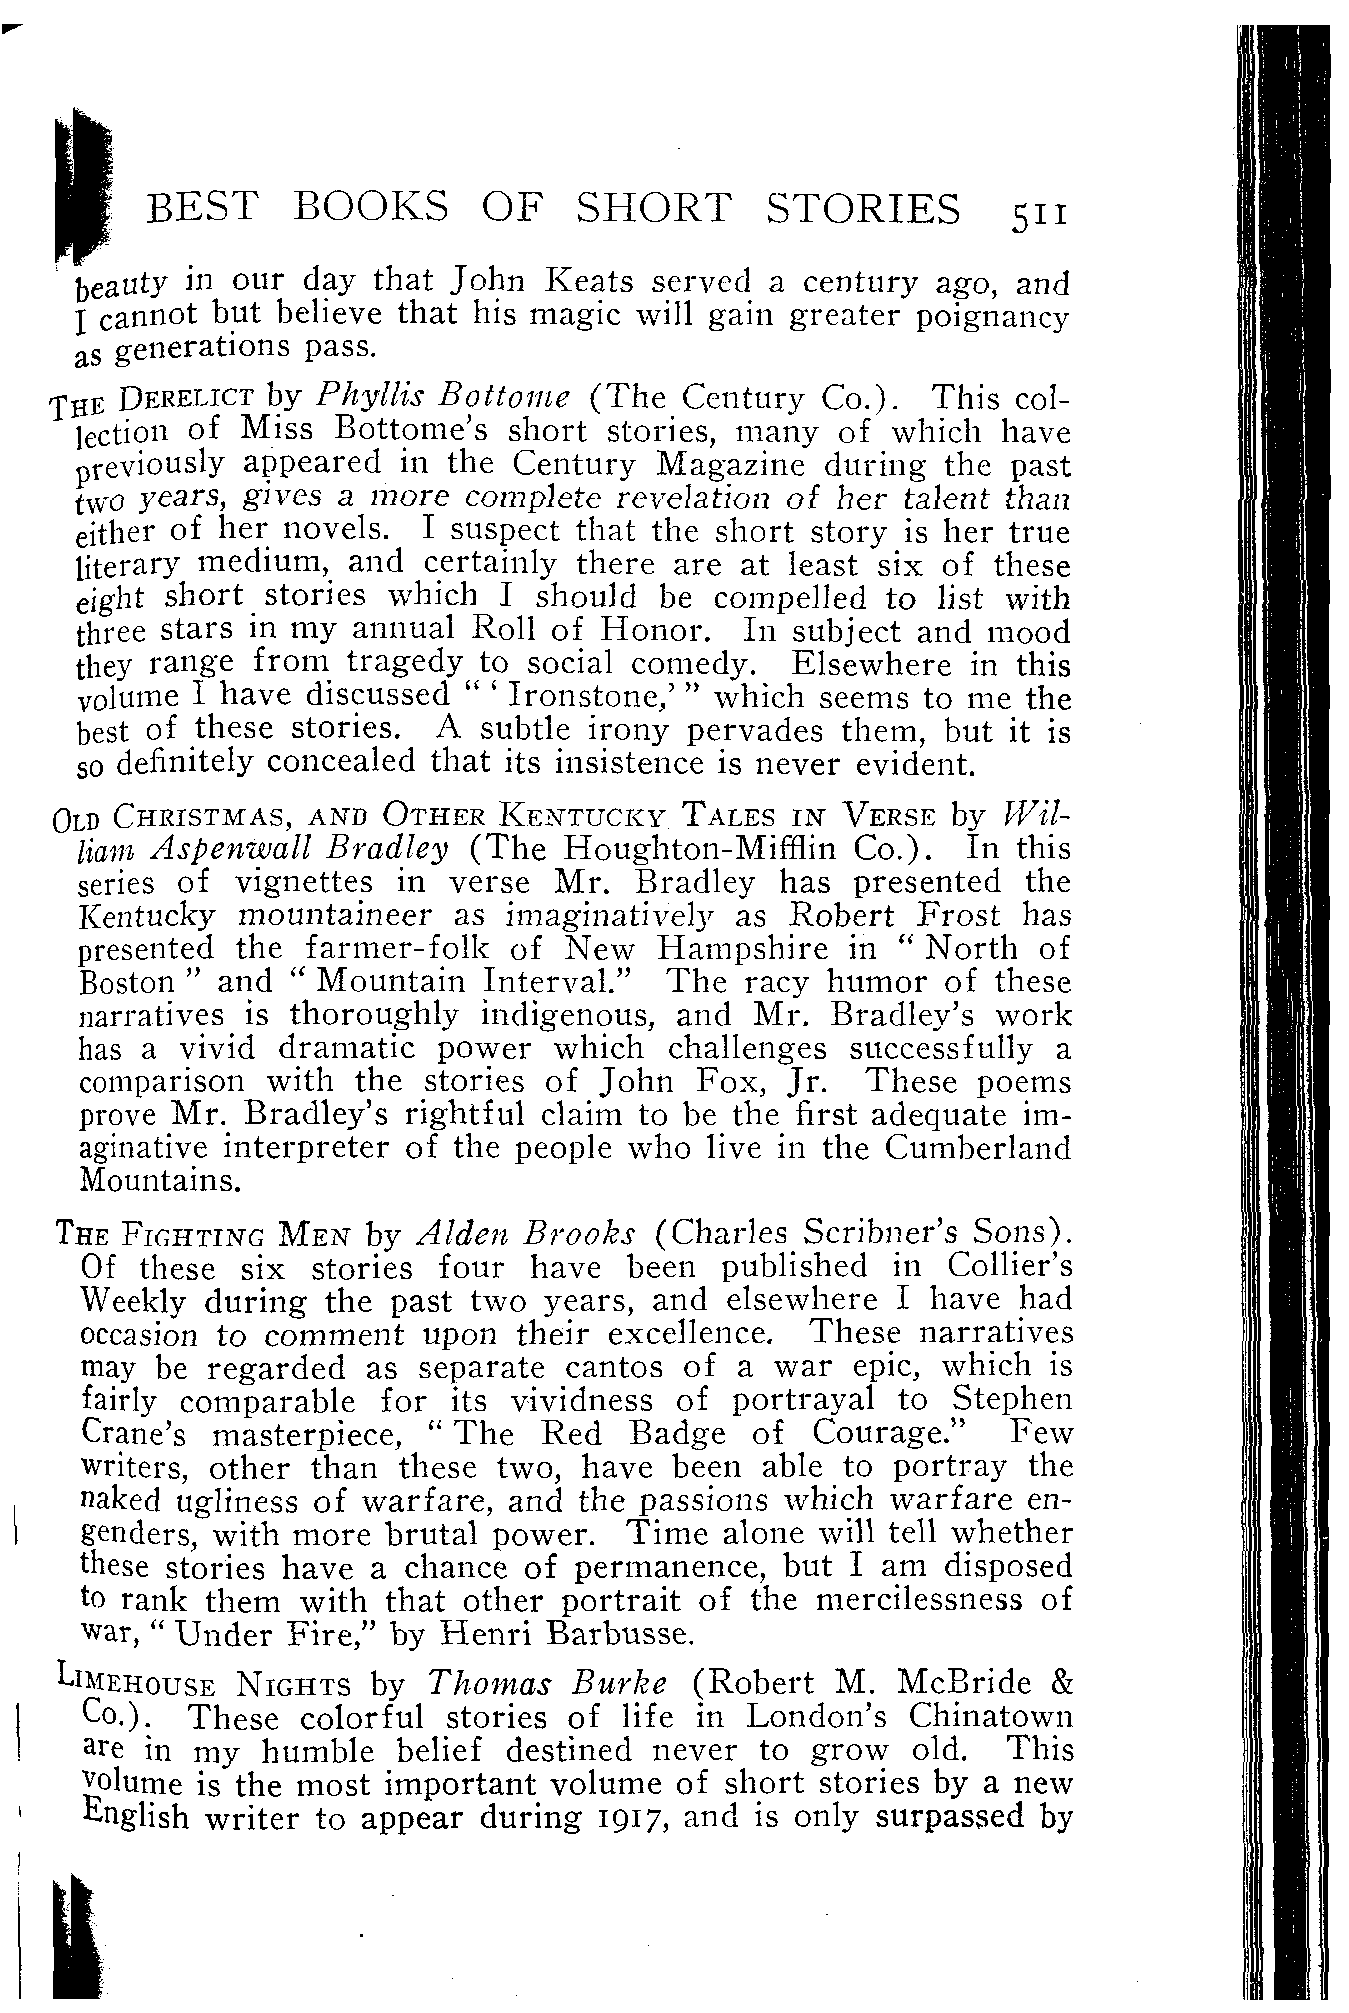 BEST BOOKS OF SHORT STORIES 511
beauty in our day that John Keats served a century ago, and
I cannot but believe that his magic will gain greater poignancy
as generations pass.
THE DERELICT by Phyllis Bottome (The Century Co.). This col-
lection of Miss Bottome's short stories, many of which have
previously appeared in the Century Magazine during the past
two years, gives a more complete revelation of her talent than
either of her novels. I suspect that the short story is her true
literary medium, and certainly there are at least six of these
eight short stories which I should be compelled to list with
three stars in my annual Roll of Honor. In subject and mood
they range from tragedy to social comedy. Elsewhere in this
volume I have discussed " ' Ironstone,' " which seems to me the
best of these stories. A subtle irony pervades them, but it is
so definitely concealed that its insistence is never evident.
OLD CHRISTMAS, AND OTHER KENTUCKY TALES IN VERSE by Wil-
liam Aspenwall Bradley (The Houghton-Mifflin Co.). In this
series of vignettes in verse Mr. Bradley has presented the
Kentucky mountaineer as imaginatively as Robert Frost has
presented the farmer-folk of New Hampshire in " North of
Boston " and " Mountain Interval." The racy humor of these
narratives is thoroughly indigenous, and Mr. Bradley's work
has a vivid dramatic power which challenges successfully a
comparison with the stories of John Fox, Jr. These poems
prove Mr. Bradley's rightful claim to be the first adequate im-
aginative interpreter of the people who live in the Cumberland
Mountains.
THE FIGHTING MEN by Alden Brooks (Charles Scribner's Sons).
Of these six stories four have been published in Collier's
Weekly during the past two years, and elsewhere I have had
occasion to comment upon their excellence. These narratives
may be regarded as separate cantos of a war epic, which is
fairly comparable for its vividness of portrayal to Stephen
Crane's masterpiece, " The Red Badge of Courage." Few
writers, other than these two, have been able to portray the
naked ugliness of warfare, and the passions which warfare en-
genders, with more brutal power. Time alone will tell whether
these stories have a chance of permanence, but I am disposed
to rank them with that other portrait of the mercilessness of
war, " Under Fire," by Henri Barbusse.
LIMEHOUSE NIGHTS by Thomas Burke (Robert M. McBride &
Co.). These colorful stories of life in London's Chinatown
are in my humble belief destined never to grow old. This
volume is the most important volume of short stories by a new
English writer to appear during 1917, and is only surpassed by